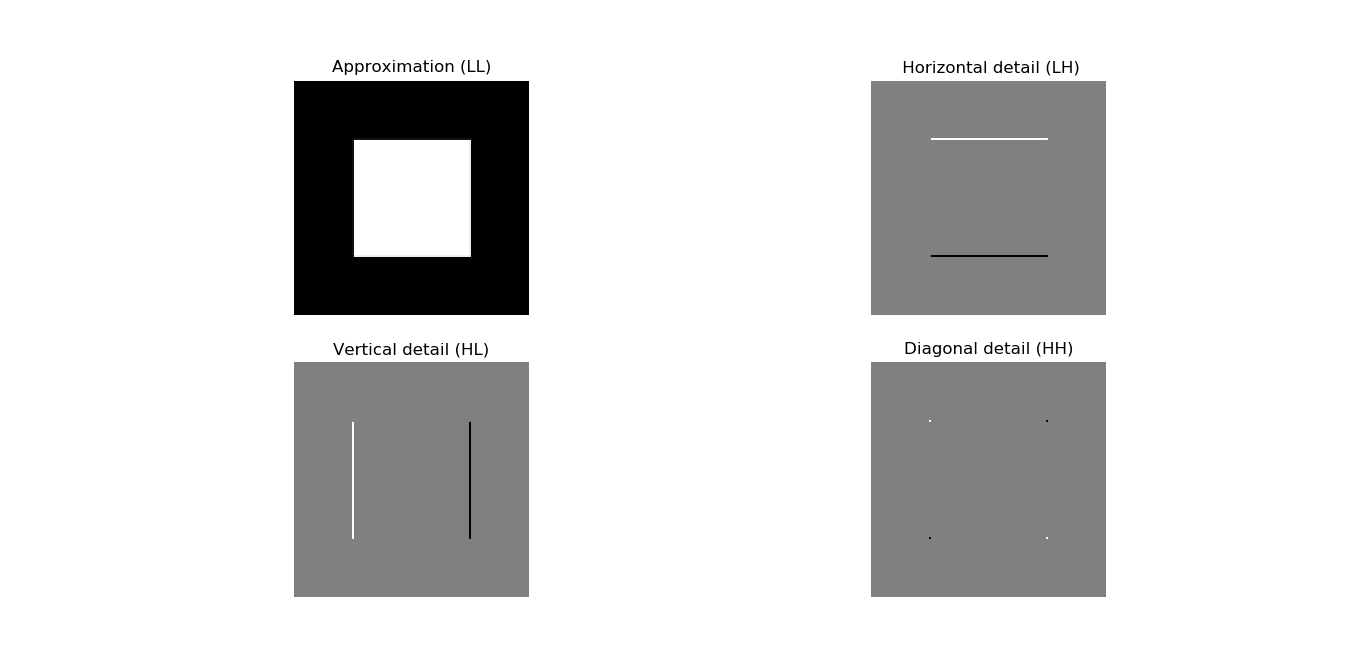 Approximation (LL)
Horizontal detail (LH)
Vertical detail (HL)
Diagonal detail (HH)